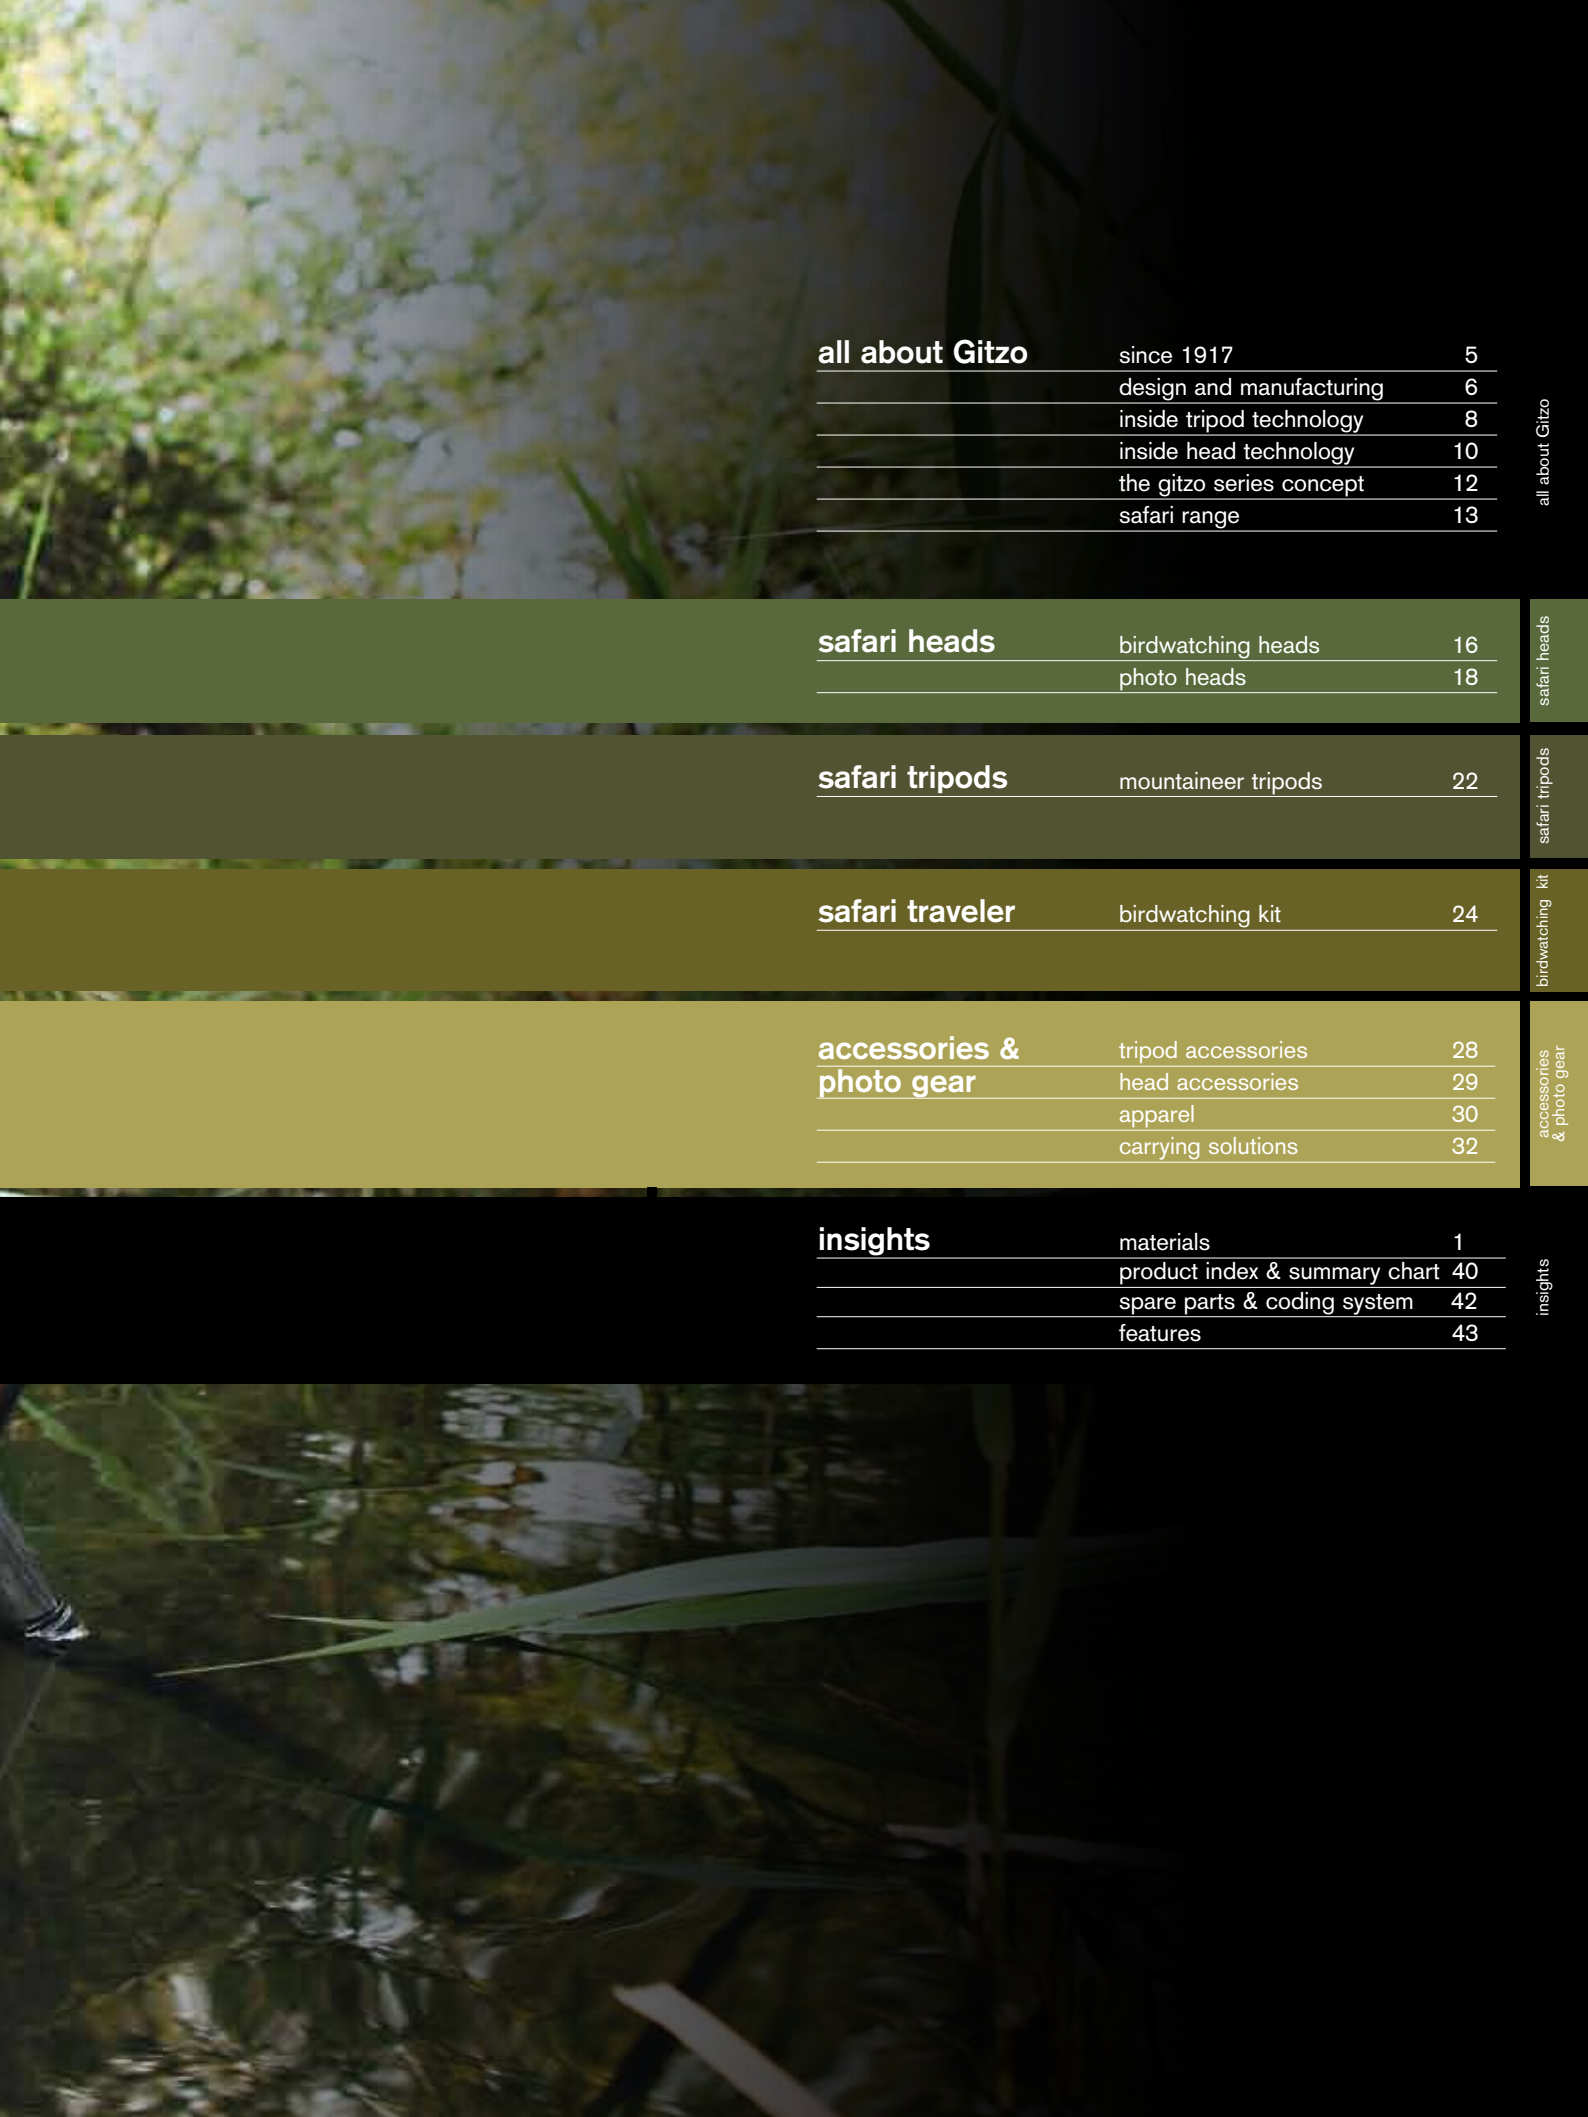 all about Gitzo since 1917 5
design and manufacturing 6
inside tripod technology 8
inside head technology 10
the gitzo series concept 12
safari range 13
all about Gitzo
safari heads birdwatching heads 16
photo heads 18
safari heads
safari tripods mountaineer tripods 22
safari tripods
safari traveler birdwatching kit 24
birdwatching kit
accessories & tripod accessories 28
photo gear head accessories 29
apparel 30
carrying solutions 32
accessories
& photo gear
insights materials 1
product index & summary chart 40
spare parts & coding system 42
features 43
insights